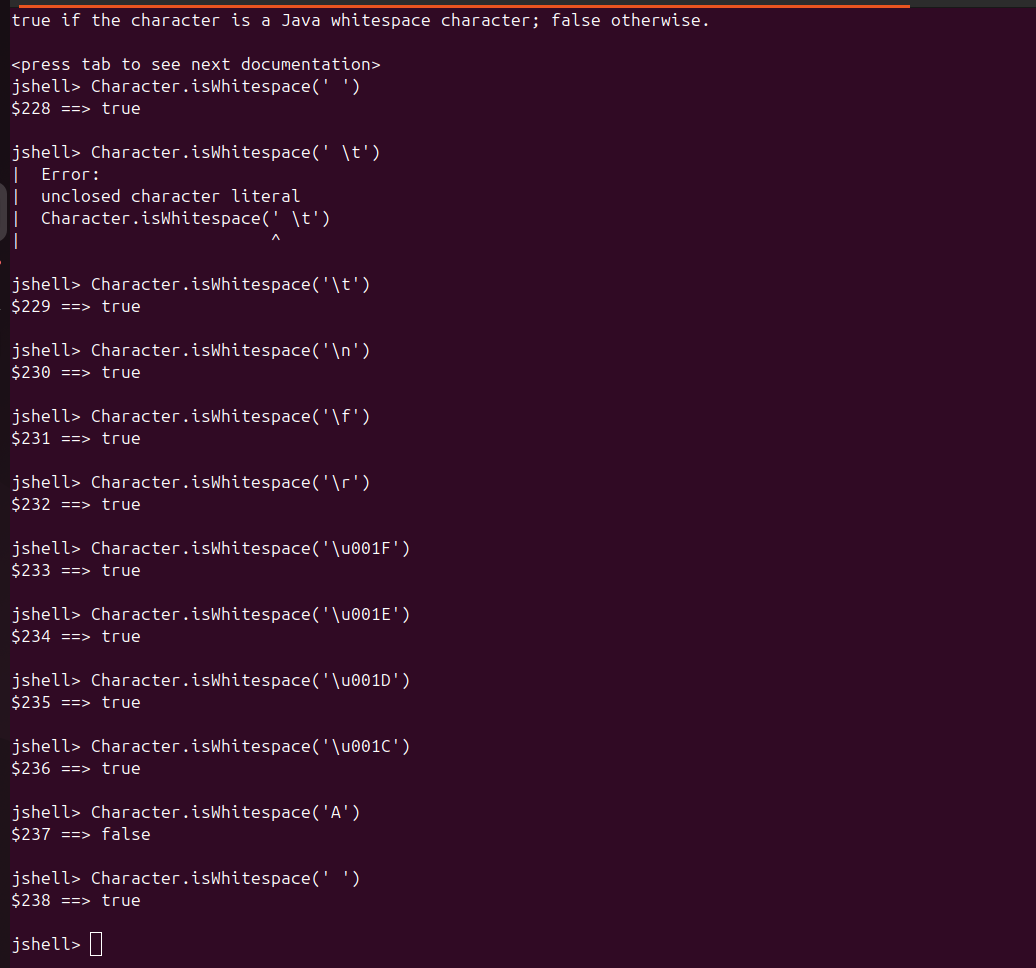 true if the character is a Java whitespace character; false otherwise.
<press tab to see next documentation>
jshell> Character.isWhitespace(' ')
$228 ==> true
jshell> Character.isWhitespace(' \t')
|  Error:
|  unclosed character literal
|  Character.isWhitespace(' \t')
|                         ^
jshell> Character.isWhitespace('\t')
$229 ==> true
jshell> Character.isWhitespace('\n')
$230 ==> true
jshell> Character.isWhitespace('\f')
$231 ==> true
jshell> Character.isWhitespace('\r')
$232 ==> true
jshell> Character.isWhitespace('\u001F')
$233 ==> true
jshell> Character.isWhitespace('\u001E')
$234 ==> true
jshell> Character.isWhitespace('\u001D')
$235 ==> true
jshell> Character.isWhitespace('\u001C')
$236 ==> true
jshell> Character.isWhitespace('A')
$237 ==> false
jshell> Character.isWhitespace(' ')
$238 ==> true
jshell>